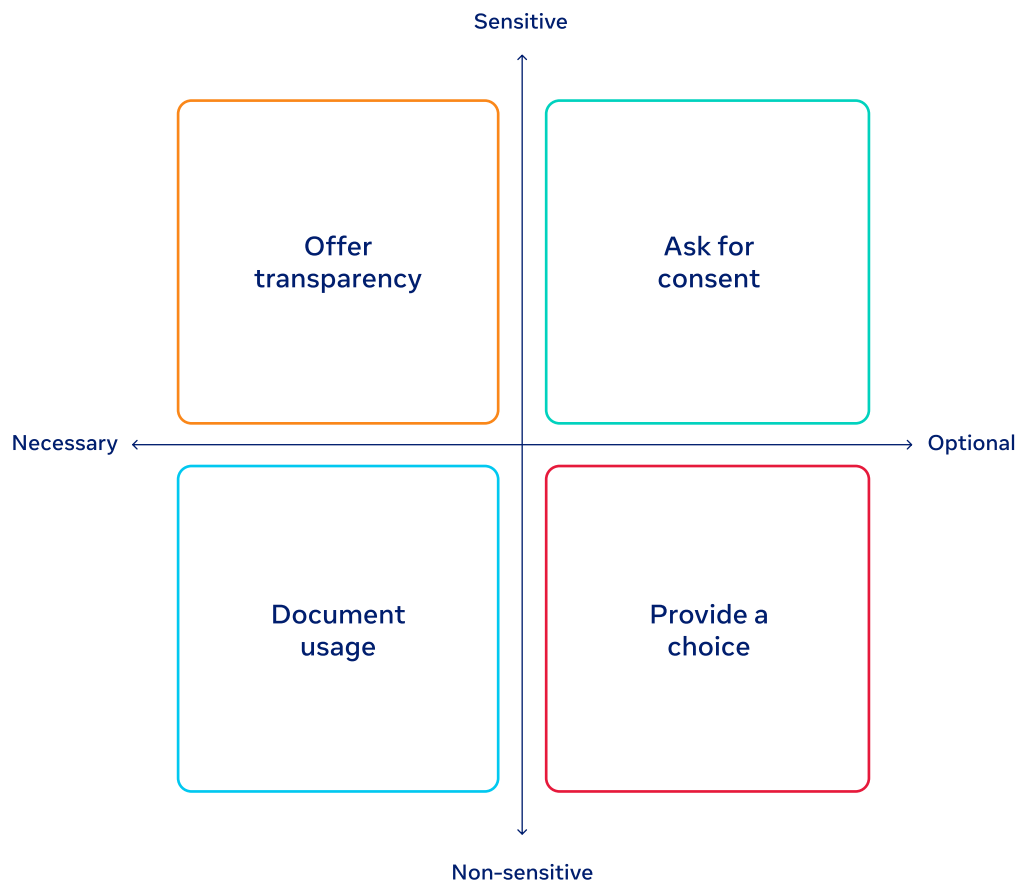 Sensitive
Offer
transparency
Ask for
consent
Necessary
Optional
Document
usage
Provide a
choice
Non-sensitive